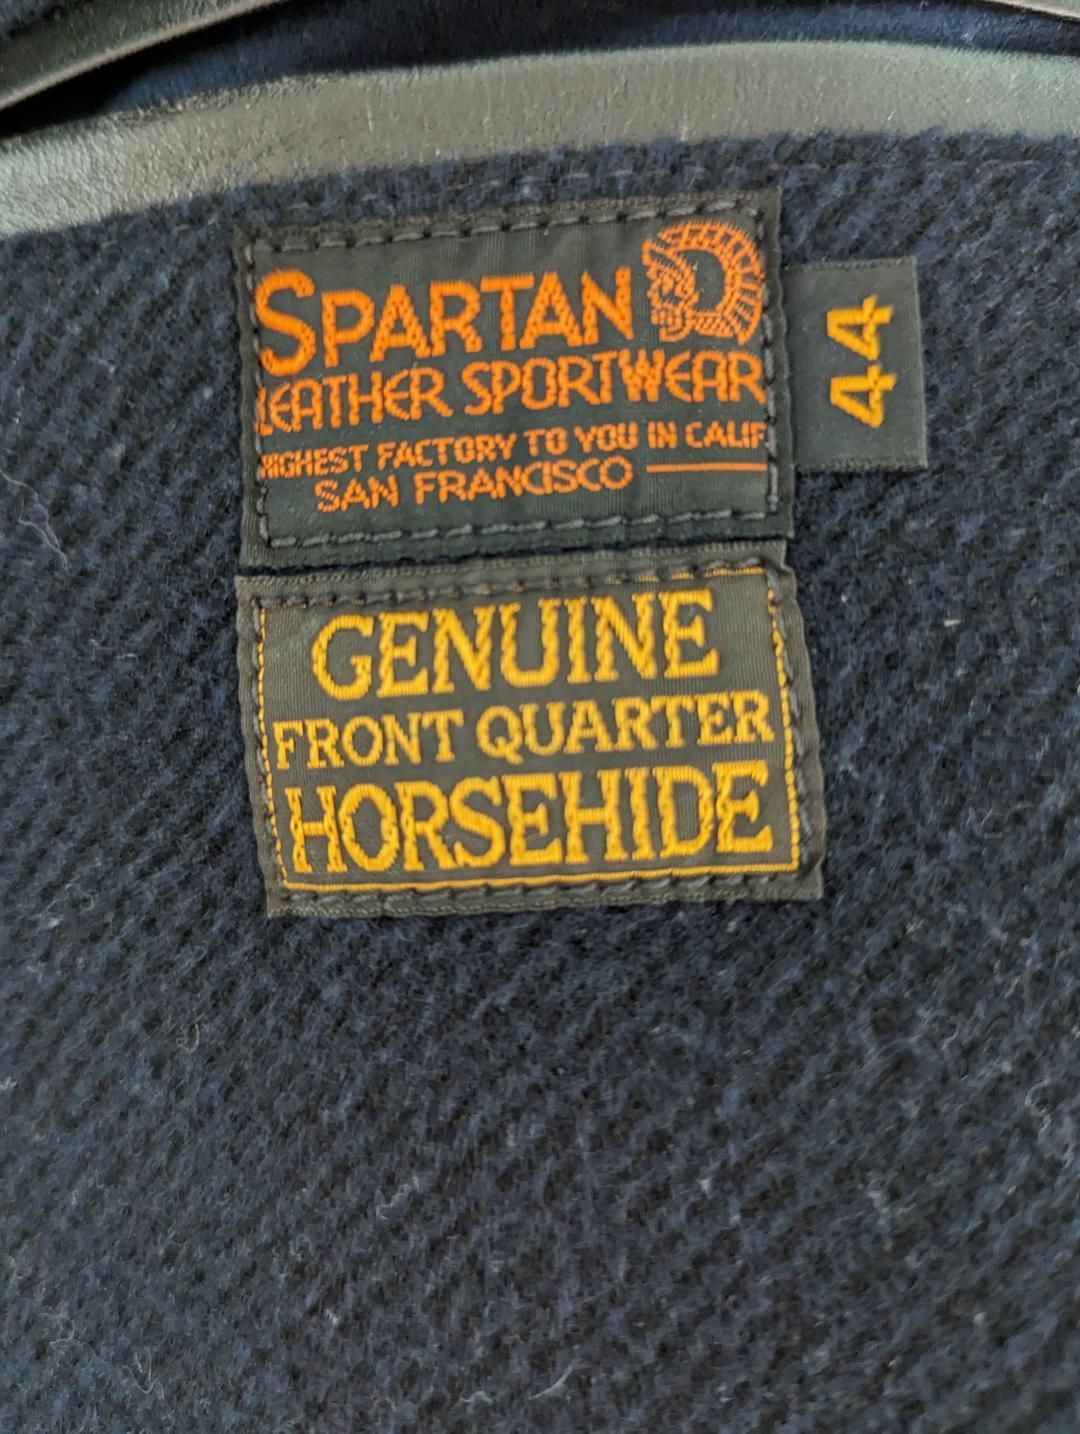 SPARTAN
LEATHER SPORTWEAR
HIGHEST FACTORY TO YOU IN CALIF
SAN FRANCISCO
44
GENUINE
FRONT QUARTER
HORSEHIDE